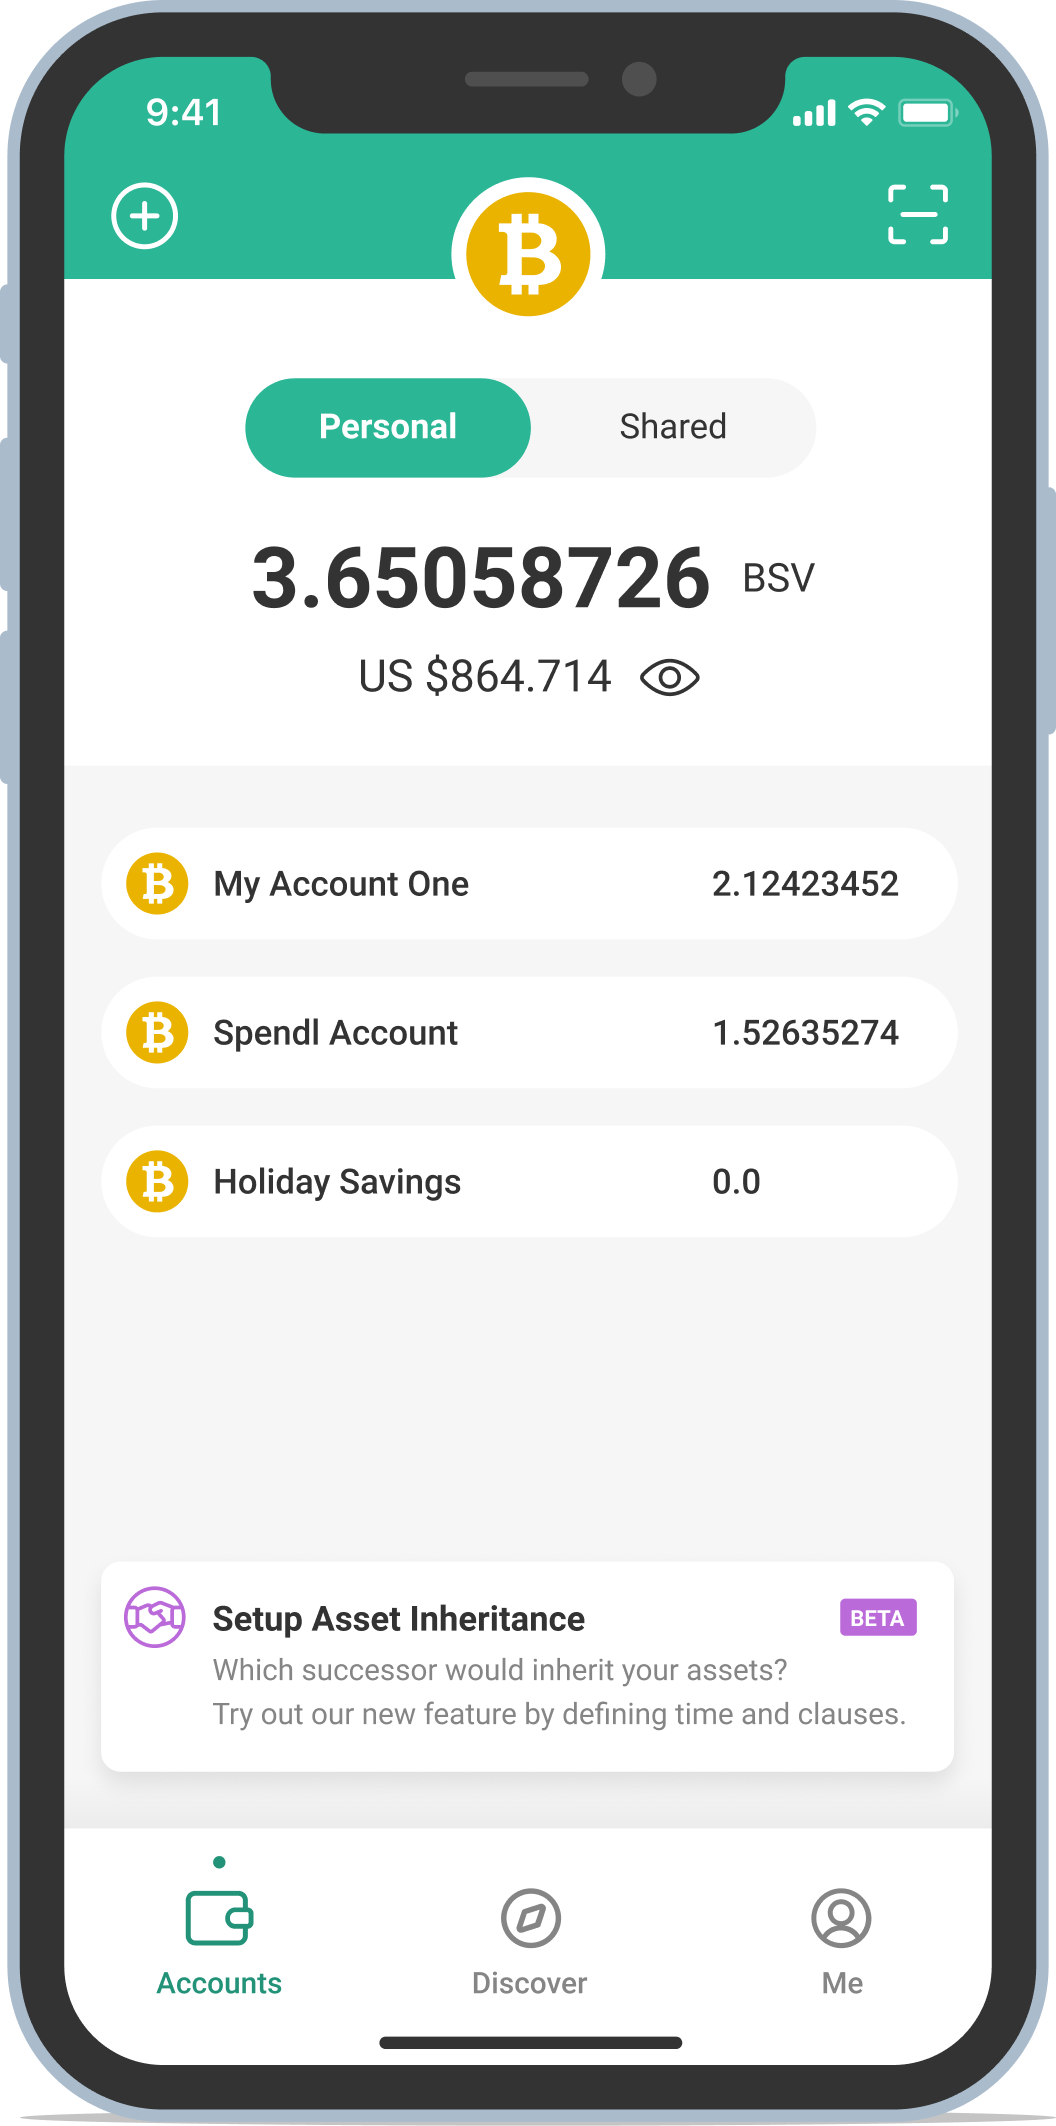 9:41
Personal
Shared
3.65058726 BSV
US $864.714
My Account One 2.12423452
Spendl Account 1.52635274
Holiday Savings 0.0
Setup Asset Inheritance BETA
Which successor would inherit your assets?
Try out our new feature by defining time and clauses.
Accounts
Discover
Me